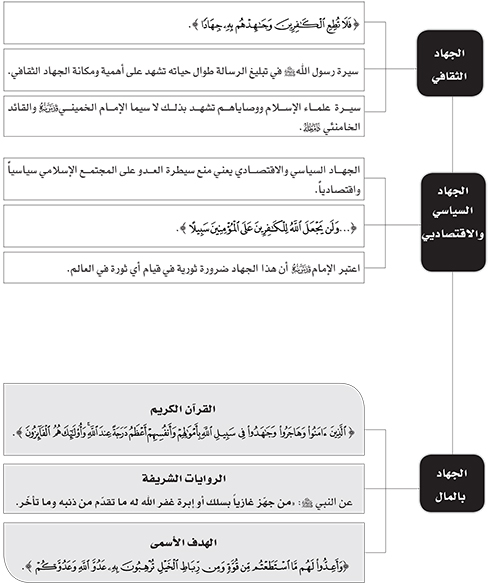 الجهاد
الثقافي
﴿ فَلَا تُطِعِ الْكَافِرِينَ وَجَاهِدْهُم بِهِ جِهَادًا ﴾.
سيرة رسول الله ﷺ في تبليغ الرسالة طوال حياته تشهد على أهمية ومكانة الجهاد الثقافي.
سيرة علماء الإسلام ووصاياهم تشهد بذلك لا سيما الإمام الخميني والقائد
الخامنئي.
الجهاد
السياسي
والاقتصاديي
الجهاد السياسي والاقتصادي يعني منع سيطرة العدو على المجتمع الإسلامي سياسياً
واقتصادياً.
﴿ ...وَلَن يَجْعَلَ اللَّهُ لِلْكَافِرِينَ عَلَى الْمُؤْمِنِينَ سَبِيلًا ﴾.
اعتبر الإمام أن هذا الجهاد ضرورة ثورية في قيام أي ثورة في العالم.
الجهاد
بالمال
القرآن الكريم
﴿ الَّذِينَ ءَامَنُوا وَهَاجَرُوا وَجَاهَدُوا فِي سَبِيلِ اللَّهِ بِأَمْوَالِهِمْ وَأَنفُسِهِمْ أَعْظَمُ دَرَجَةً عِندَ اللَّهِ وَأُولَٰئِكَ هُمُ الْفَائِزُونَ ﴾.
الروايات الشريفة
عن النبي ﷺ: «من جهّز غازياً بسلك أو إبرة غفر الله له ما تقدّم من ذنبه وما تأخّر.
الهدف الأسمى
﴿وَأَعِدُّوا لَهُم مَّا اسْتَطَعْتُم مِّن قُوَّةٍ وَمِن رِّبَاطِ الْخَيْلِ تُرْهِبُونَ بِهِ عَدُوَّ اللَّهِ وَعَدُوَّكُمْ ﴾.